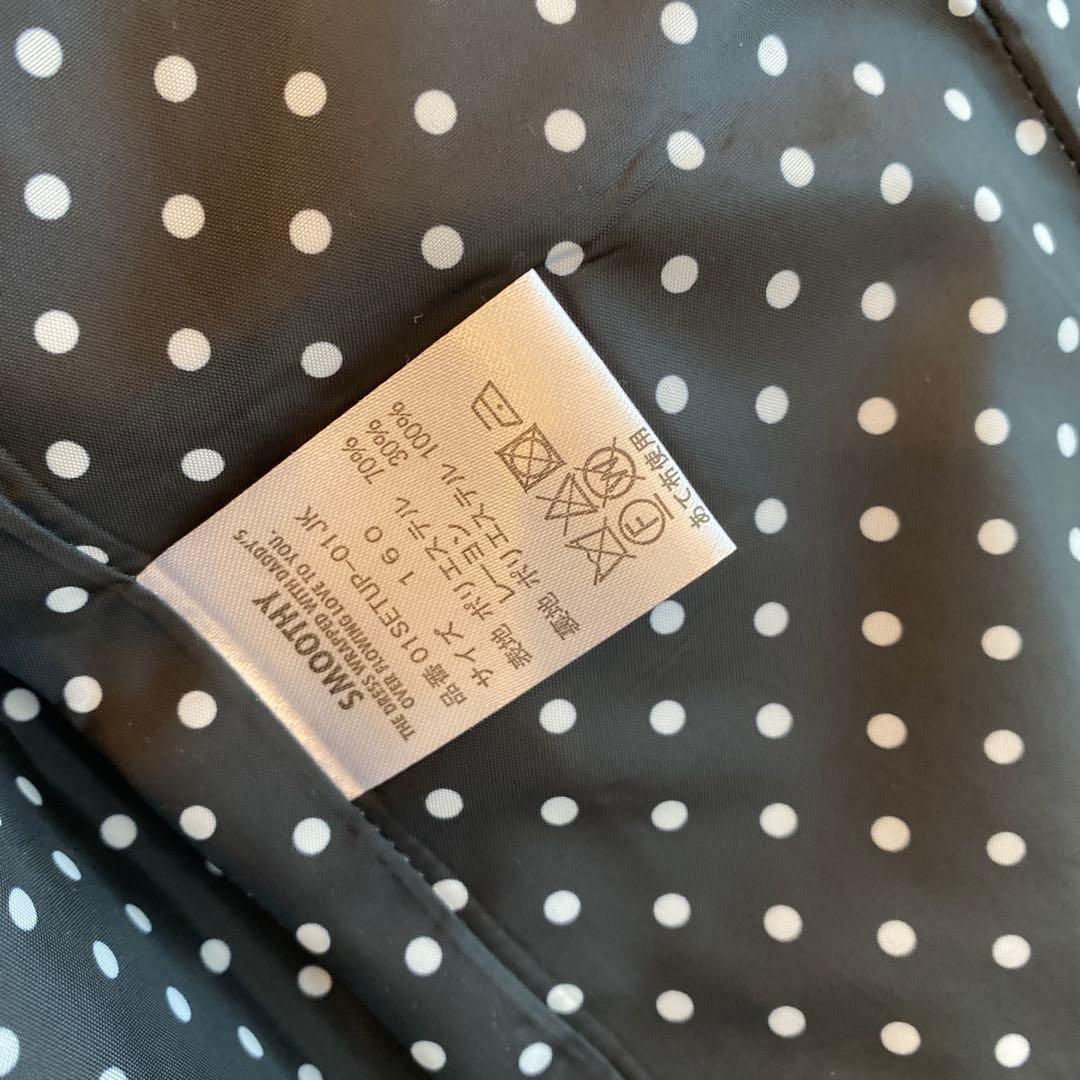 SMOOTHY
THE DRESS WRAPPED WITH DADDY'S
OVER FLOWING LOVE TO YOU.
品番 01SETUP-01JK
サイズ 160
表地 ポリエステル 70%
レーヨン 30%
裏地 ポリエステル 100%
F
W
あて布使用